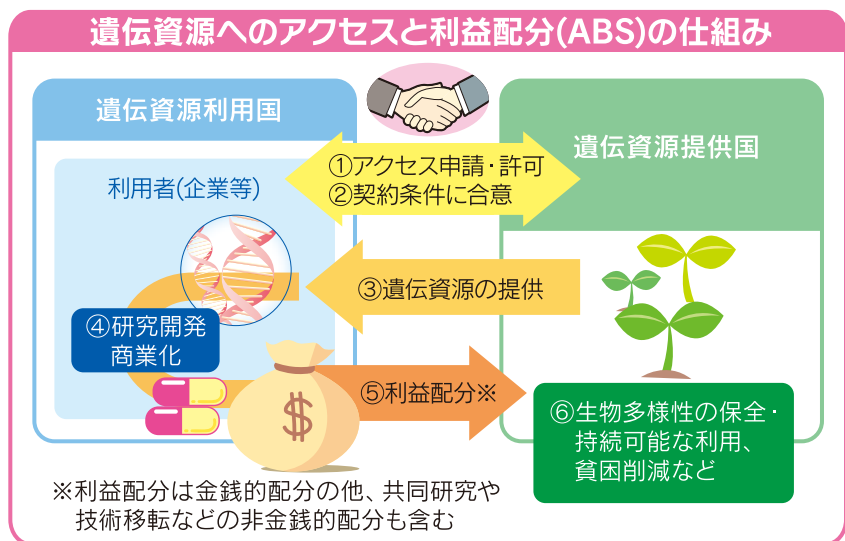 遺伝資源へのアクセスと利益配分(ABS)の仕組み
遺伝資源利用国
遺伝資源提供国
①アクセス申請・許可
②契約条件に合意
利用者(企業等)
③遺伝資源の提供
④研究開発
商業化
$
⑤利益配分※
⑥生物多様性の保全・
持続可能な利用、
貧困削減など
※利益配分は金銭的配分の他、共同研究や
技術移転などの非金銭的配分も含む